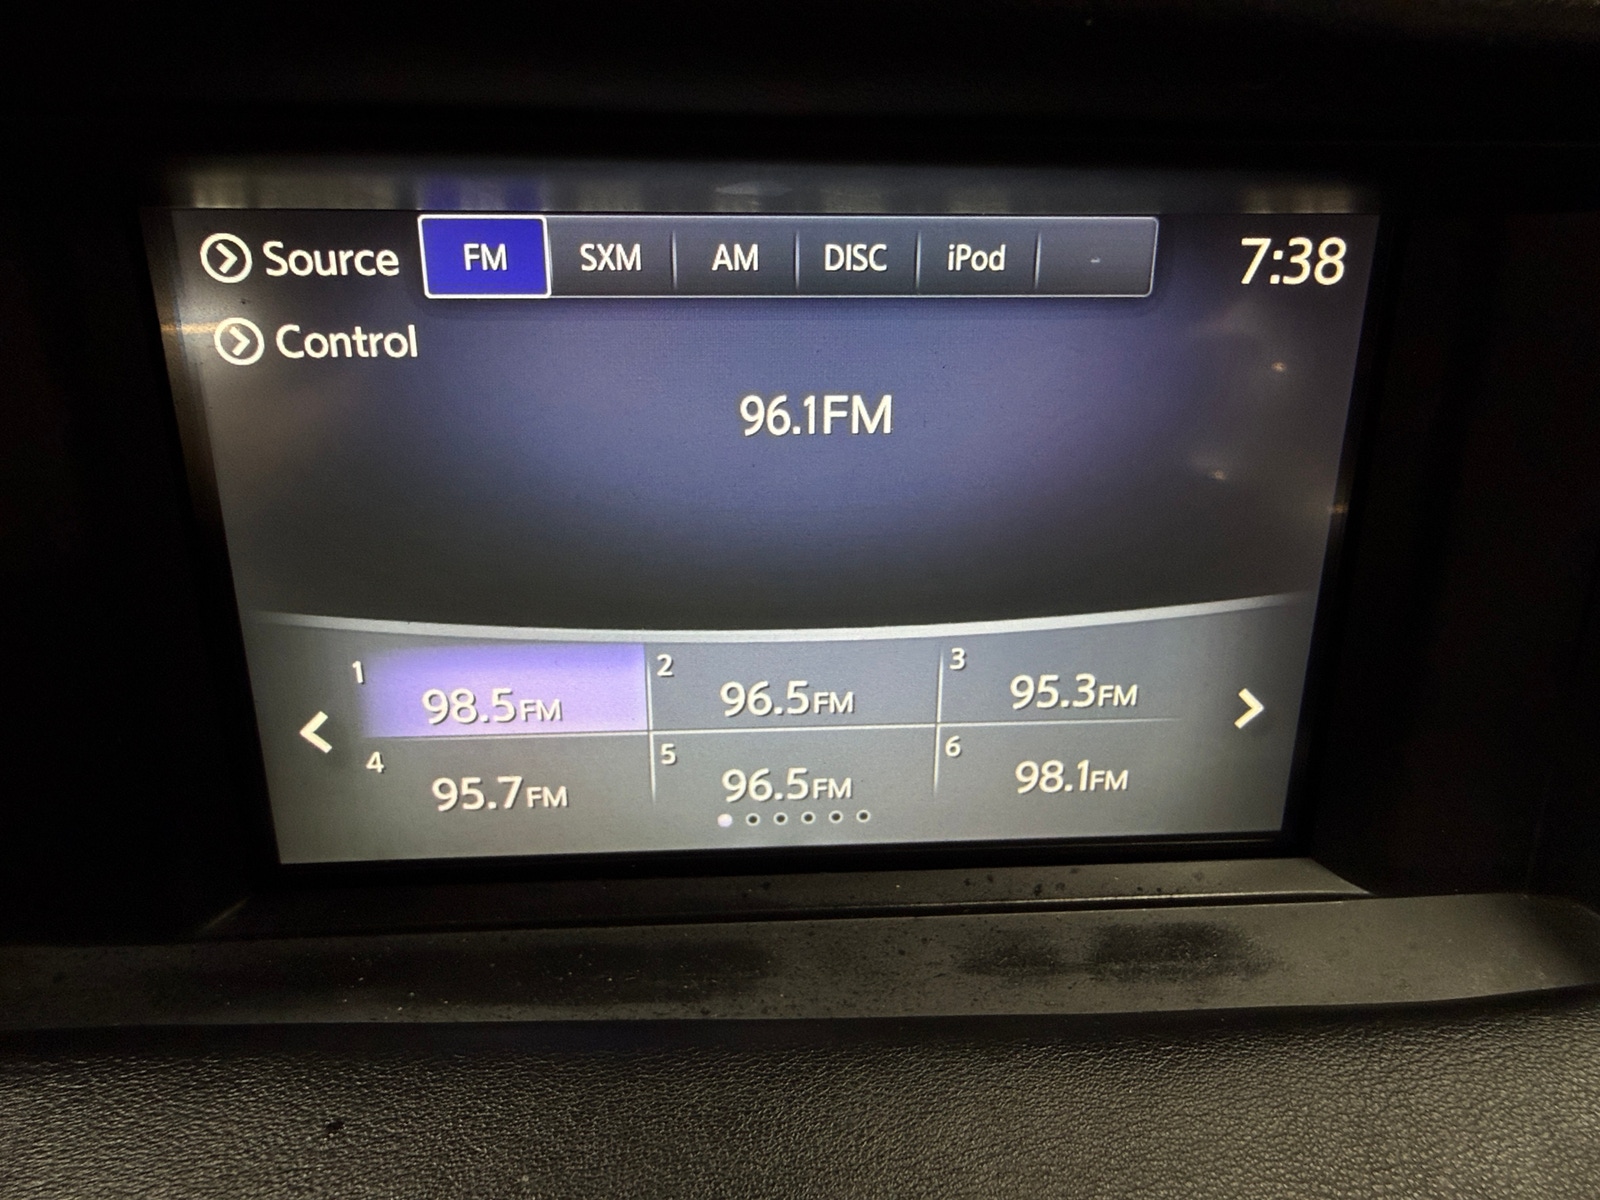 Source FM SXM AM DISC iPod - 7:38
Control
96.1FM
1 98.5FM 2 96.5FM 3 95.3FM
4 95.7FM 5 96.5FM 6 98.1FM